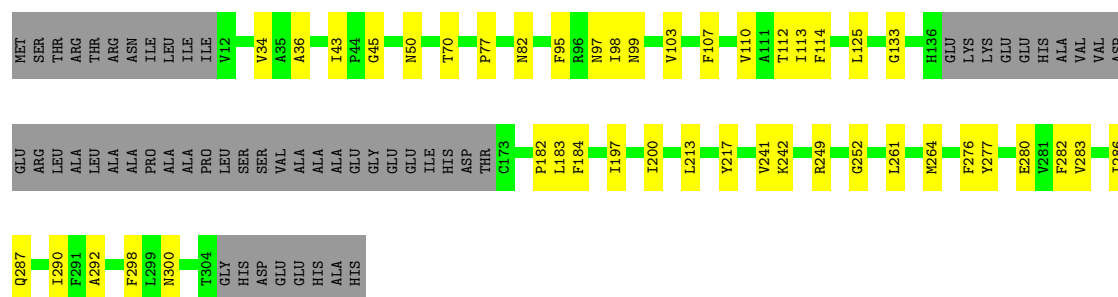 MET SER THR ARG THR ARG ASN ILE LEU ILE ILE V12 V34 A35 A36 I43 P44 G45 N50 T70 P77 N82 F95 R96 N97 I98 N99 V103 F107 V110 A111 T112 I113 F114 L125 G133 H136 GLU LYS LYS GLU GLU HIS ALA VAL VAL ASP
GLU ARG LEU ALA LEU ALA ALA PRO ALA ALA PRO LEU SER SER VAL ALA ALA ALA GLU GLY GLU GLU ILE HIS ASP THR C173 P182 L183 F184 I197 I200 L213 Y217 V241 K242 R249 G252 L261 M264 F276 Y277 E280 V281 F282 V283 I286
Q287 I290 F291 A292 F298 L299 N300 T304 GLY HIS ASP GLU GLU HIS ALA HIS